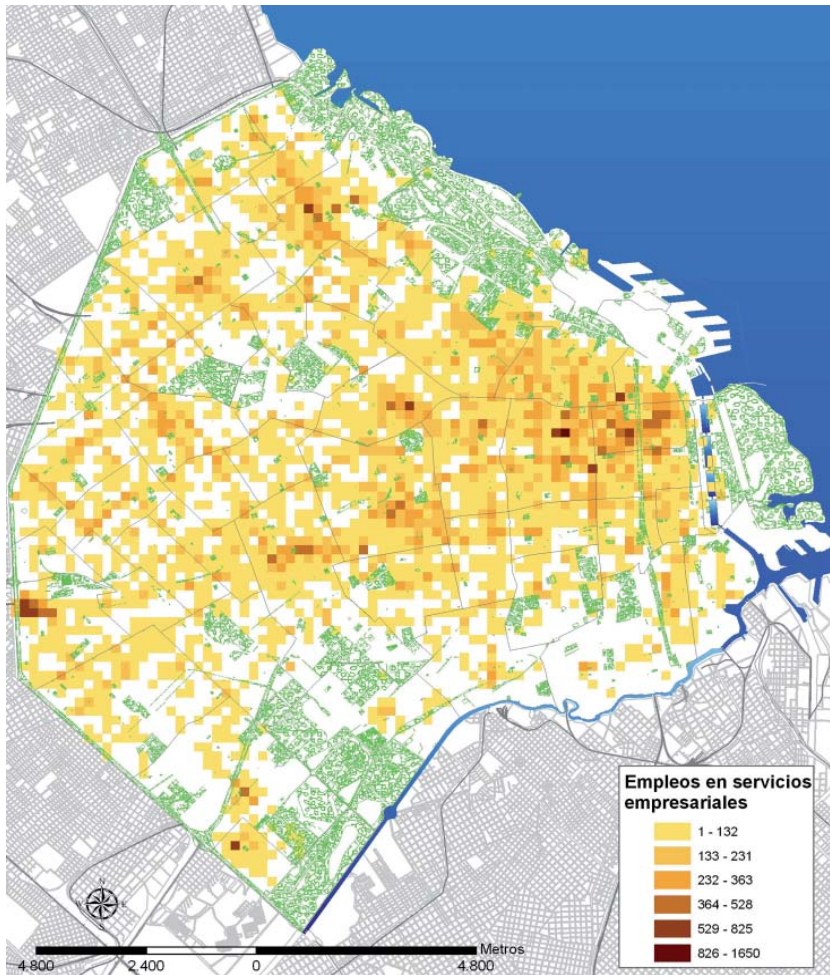 Empleos en servicios
empresariales
1 - 132
133 - 231
232 - 363
364 - 528
529 - 825
826 - 1650
N
W E
S
Metros
4.800 2.400 0 4.800